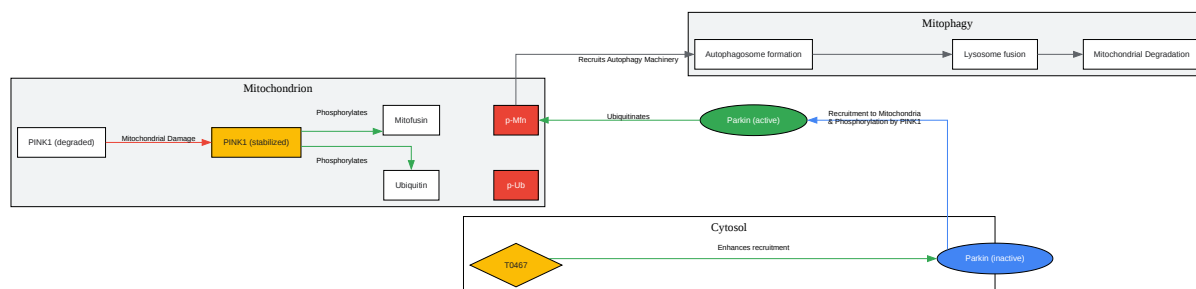 Mitophagy
Autophagosome formation
Lysosome fusion
Mitochondrial Degradation
Recruits Autophagy Machinery
Mitochondrion
Phosphorylates
Mitofusin
p-Mfn
Ubiquitinates
Parkin (active)
Recruitment to Mitochondria
& Phosphorylation by PINK1
PINK1 (degraded)
Mitochondrial Damage
PINK1 (stabilized)
Phosphorylates
Ubiquitin
p-Ub
Cytosol
Enhances recruitment
T0467
Parkin (inactive)